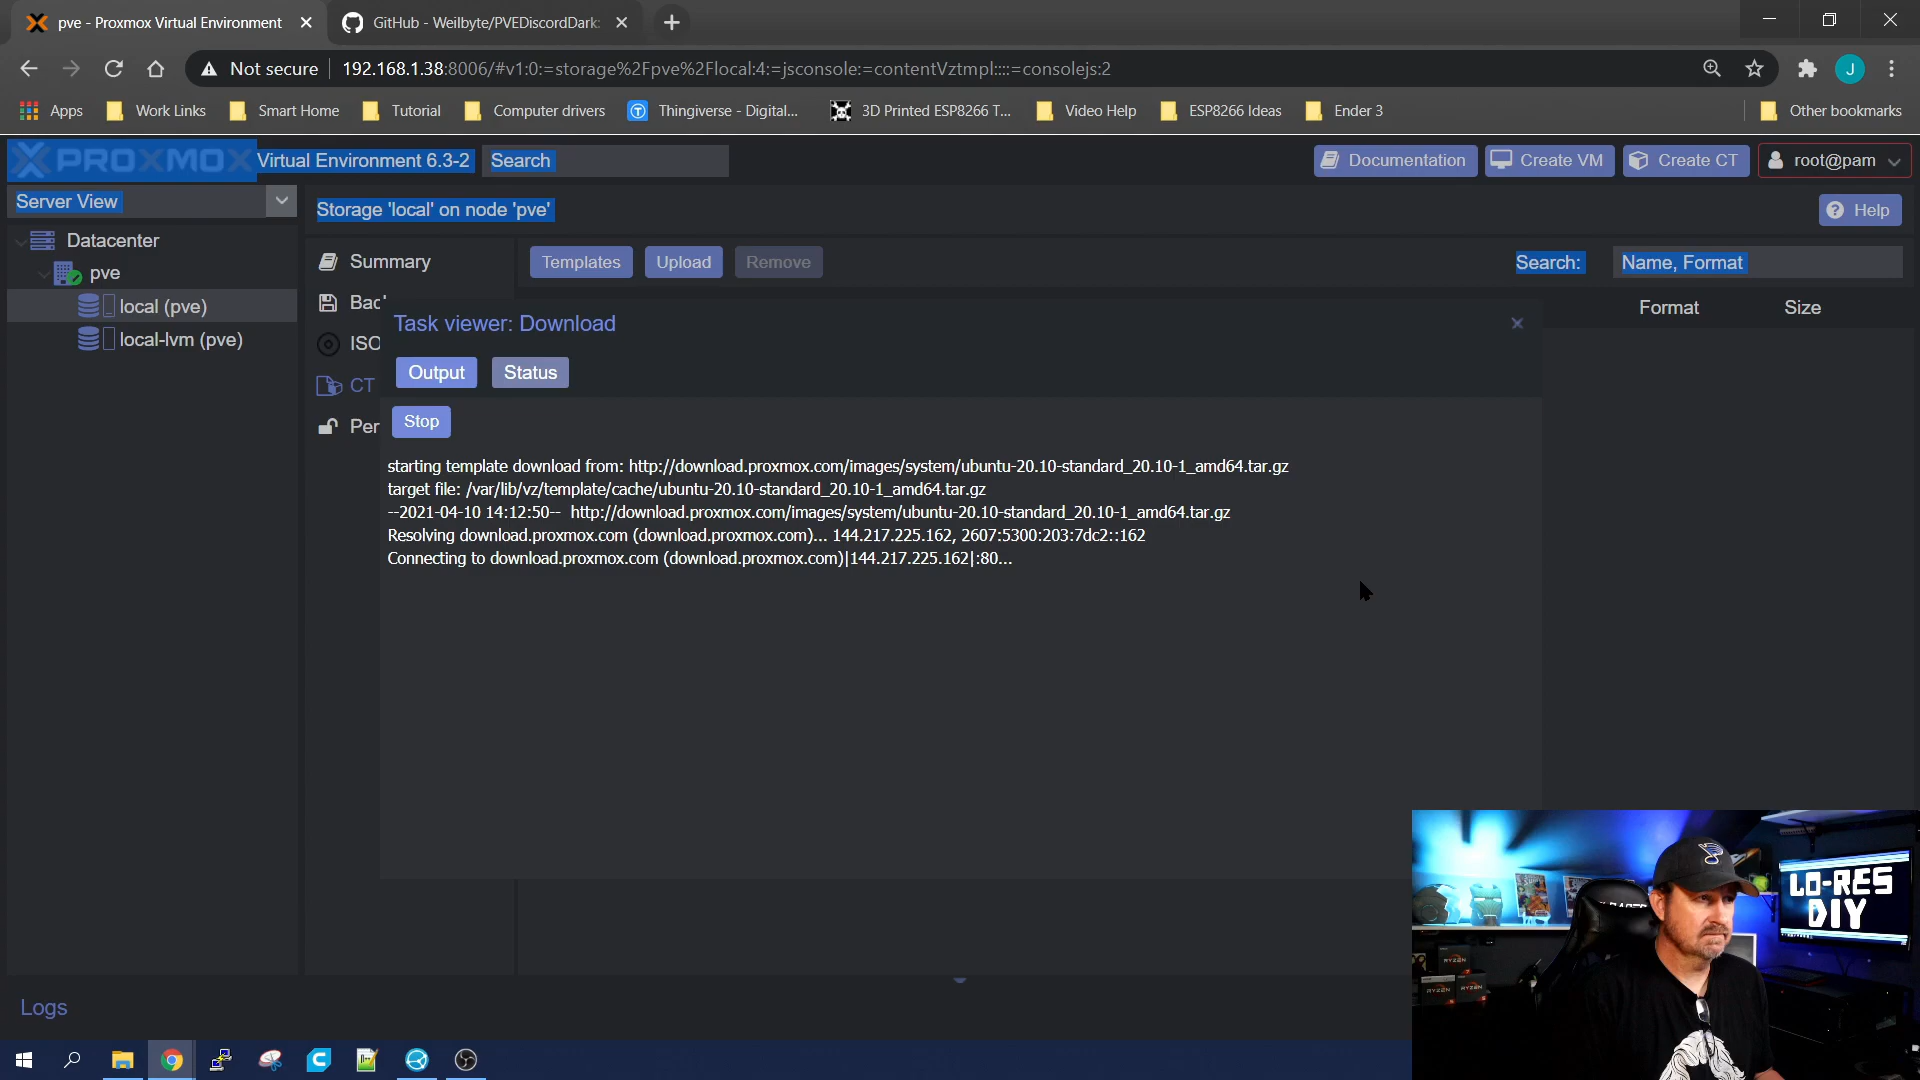 pve - Proxmox Virtual Environment
GitHub - Weilbyte/PVEDiscordDark:
Not secure
192.168.1.38:8006/#v1:0:=storage%2Fpve%2Flocal:4:=jsconsole:=contentVztmpl::::=consolejs:2
J
Apps
Work Links
Smart Home
Tutorial
Computer drivers
Thingiverse - Digital...
3D Printed ESP8266 T...
Video Help
ESP8266 Ideas
Ender 3
Other bookmarks
PROXMOX
Virtual Environment 6.3-2
Search
Documentation
Create VM
Create CT
root@pam
Server View
Storage 'local' on node 'pve'
Help
Datacenter
pve
local (pve)
local-lvm (pve)
Summary
Bac
ISO
CT
Per
Templates
Upload
Remove
Search:
Name, Format
Format
Size
Task viewer: Download
Output
Status
Stop
starting template download from: http://download.proxmox.com/images/system/ubuntu-20.10-standard_20.10-1_amd64.tar.gz
target file: /var/lib/vz/template/cache/ubuntu-20.10-standard_20.10-1_amd64.tar.gz
--2021-04-10 14:12:50-- http://download.proxmox.com/images/system/ubuntu-20.10-standard_20.10-1_amd64.tar.gz
Resolving download.proxmox.com (download.proxmox.com)... 144.217.225.162, 2607:5300:203:7dc2::162
Connecting to download.proxmox.com (download.proxmox.com)|144.217.225.162|:80...
LO-RES
DIY
RYZEN
RYZEN
RYZEN
Logs